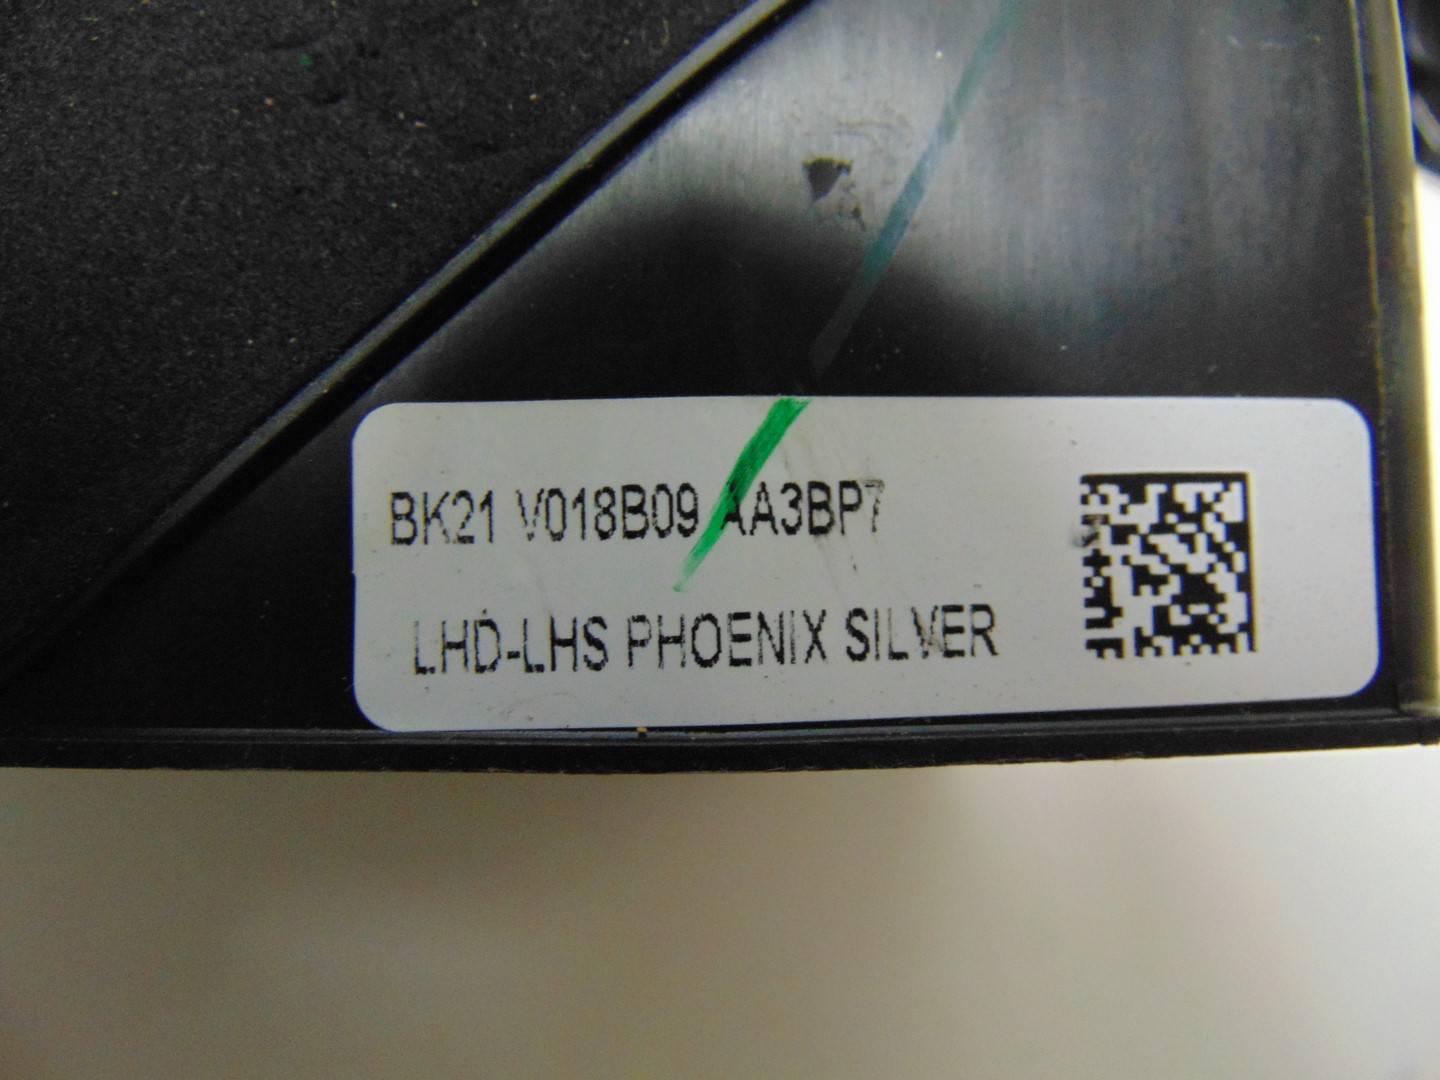 BK21 V018B09 AA3BP7
LHD-LHS PHOENIX SILVER